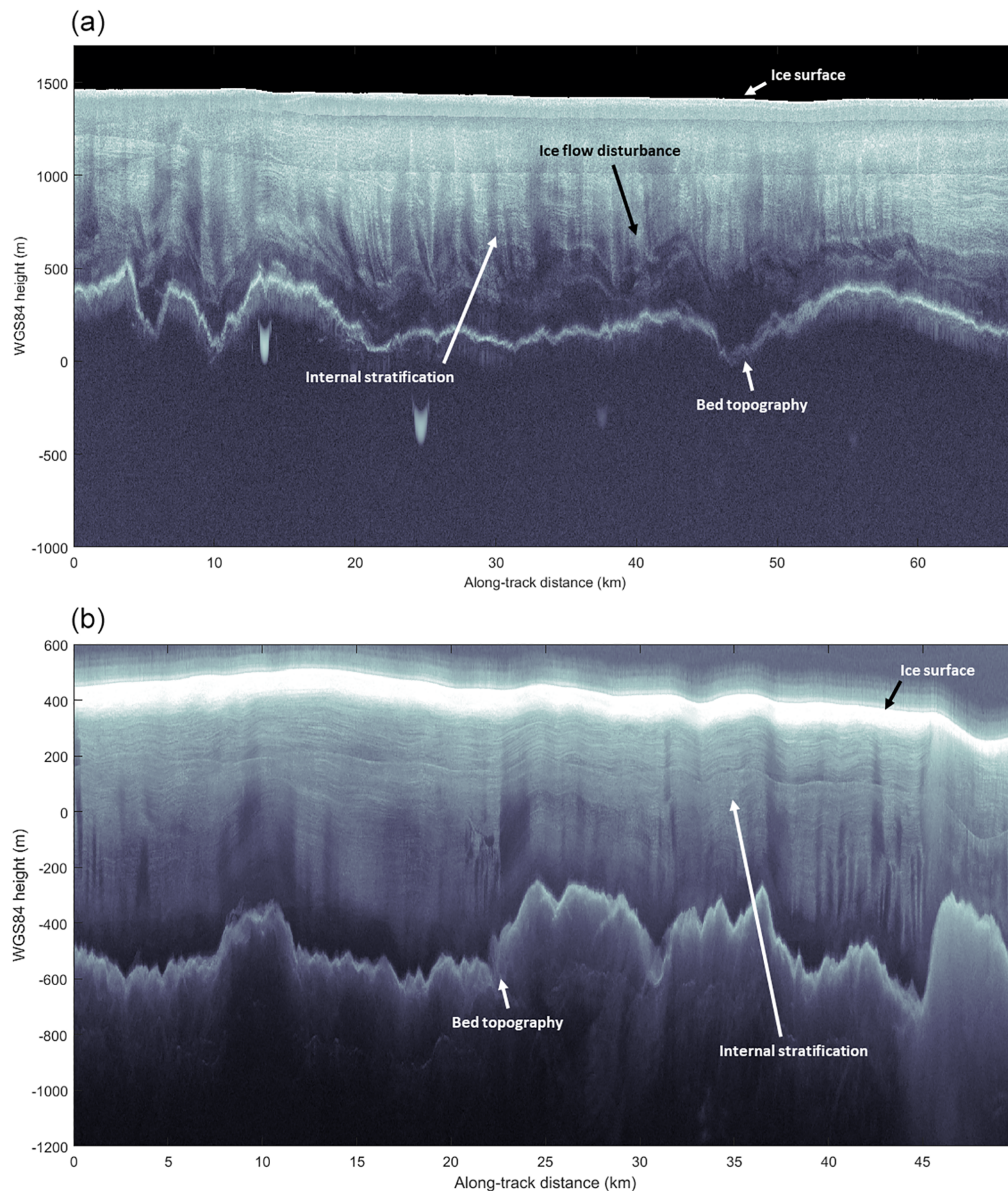 (a)
1500
1000
500
0
-500
-1000
WGS84 height (m)
Ice surface
Ice flow disturbance
Internal stratification
Bed topography
0 10 20 30 40 50 60
Along-track distance (km)
(b)
600
400
200
0
-200
-400
-600
-800
-1000
-1200
WGS84 height (m)
Ice surface
Bed topography
Internal stratification
0 5 10 15 20 25 30 35 40 45
Along-track distance (km)